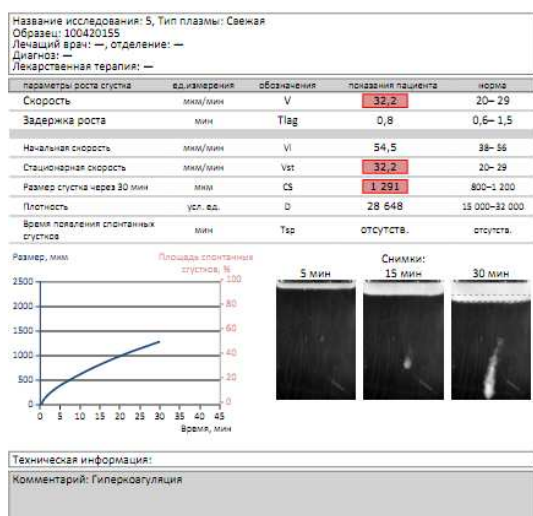 Название исследования: 5, Тип плазмы: Свежая
Образец: 100420155
Лечащий врач: —, отделение: —
Диагноз: —
Лекарственная терапия: —
параметры роста сгустка ед.измерения обозначения показания пациента норма
Скорость мкм/мин V 32,2 20– 29
Задержка роста мин Tlag 0,8 0,6– 1,5
Начальная скорость мкм/мин Vi 54,5 38– 56
Стационарная скорость мкм/мин Vst 32,2 20– 29
Размер сгустка через 30 мин мкм CS 1 291 800–1 200
Плотность усл. ед. D 28 648 15 000–32 000
Время появления спонтанных
сгустков мин Tsp отсутств. отсутств.
Размер, мкм Площадь спонтанных
сгустков, %
Снимки:
5 мин 15 мин 30 мин
2500 100
2000 80
1500 60
1000 40
500 20
0 0
0 5 10 15 20 25 30 35 40 45
Время, мин
Техническая информация:
Комментарий: Гиперкоагуляция